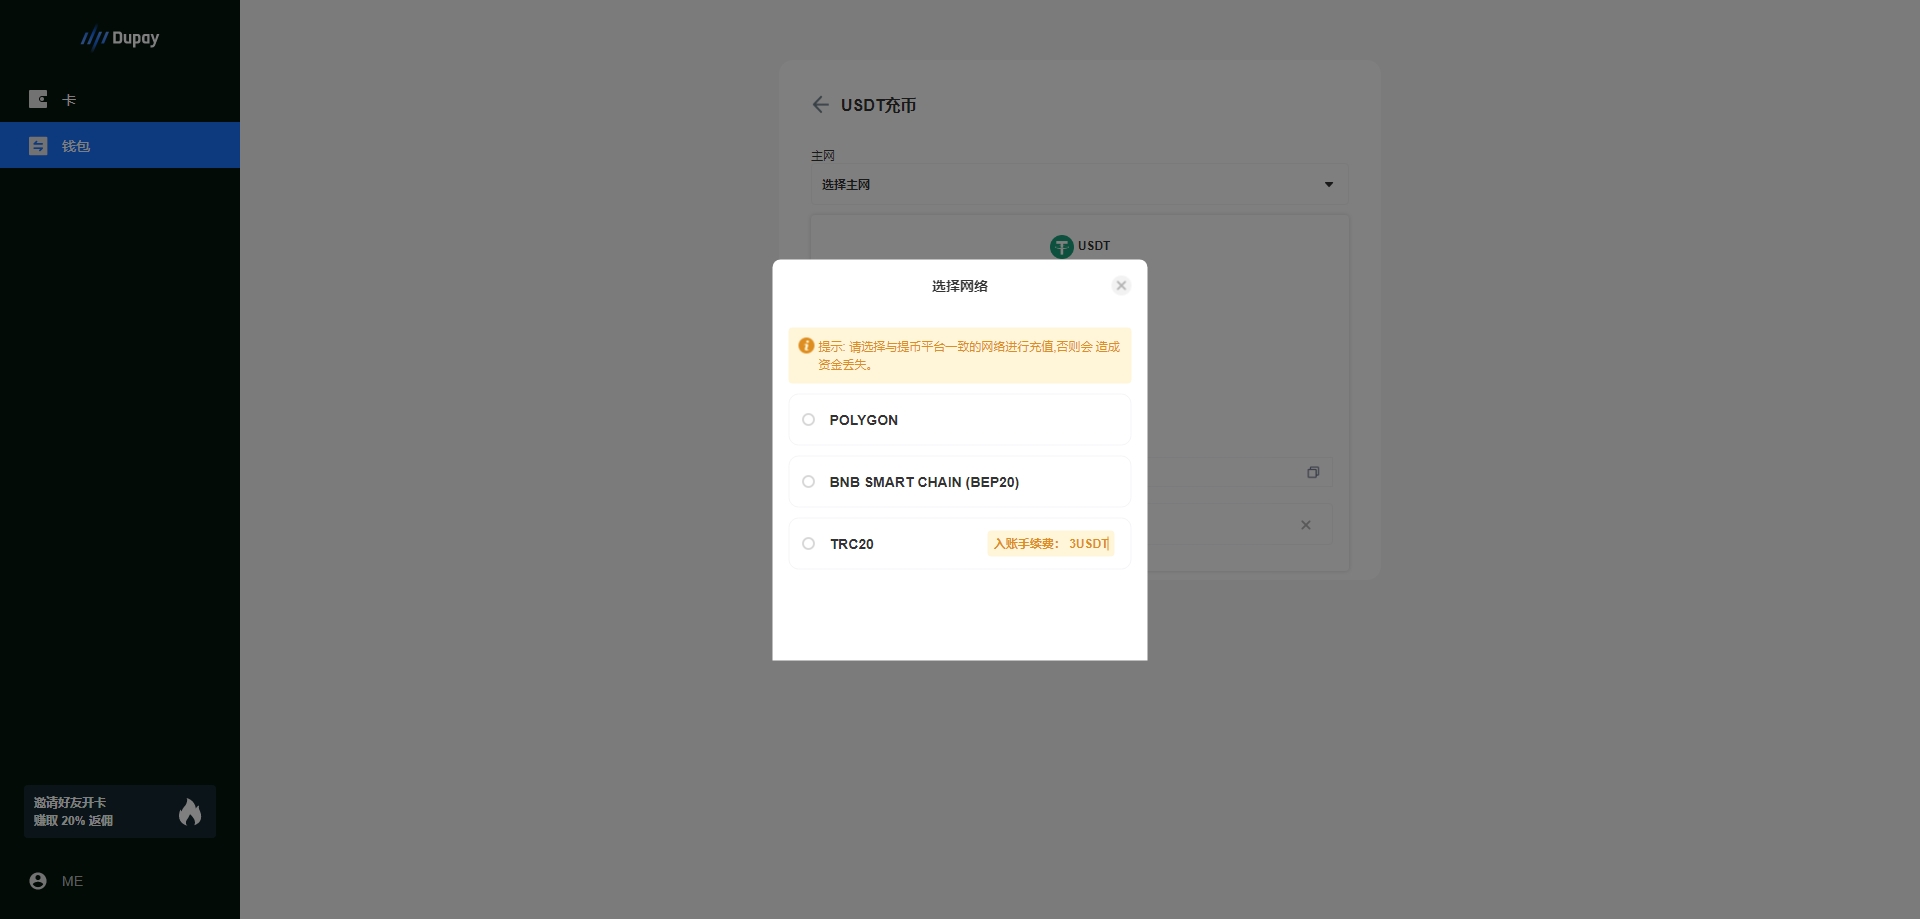 Dupay
卡
钱包
USDT充币
主网
选择主网
USDT
选择网络
提示: 请选择与提币平台一致的网络进行充值,否则会 造成
资金丢失。
POLYGON
BNB SMART CHAIN (BEP20)
TRC20
入账手续费： 3USDT
邀请好友开卡
赚取 20% 返佣
ME